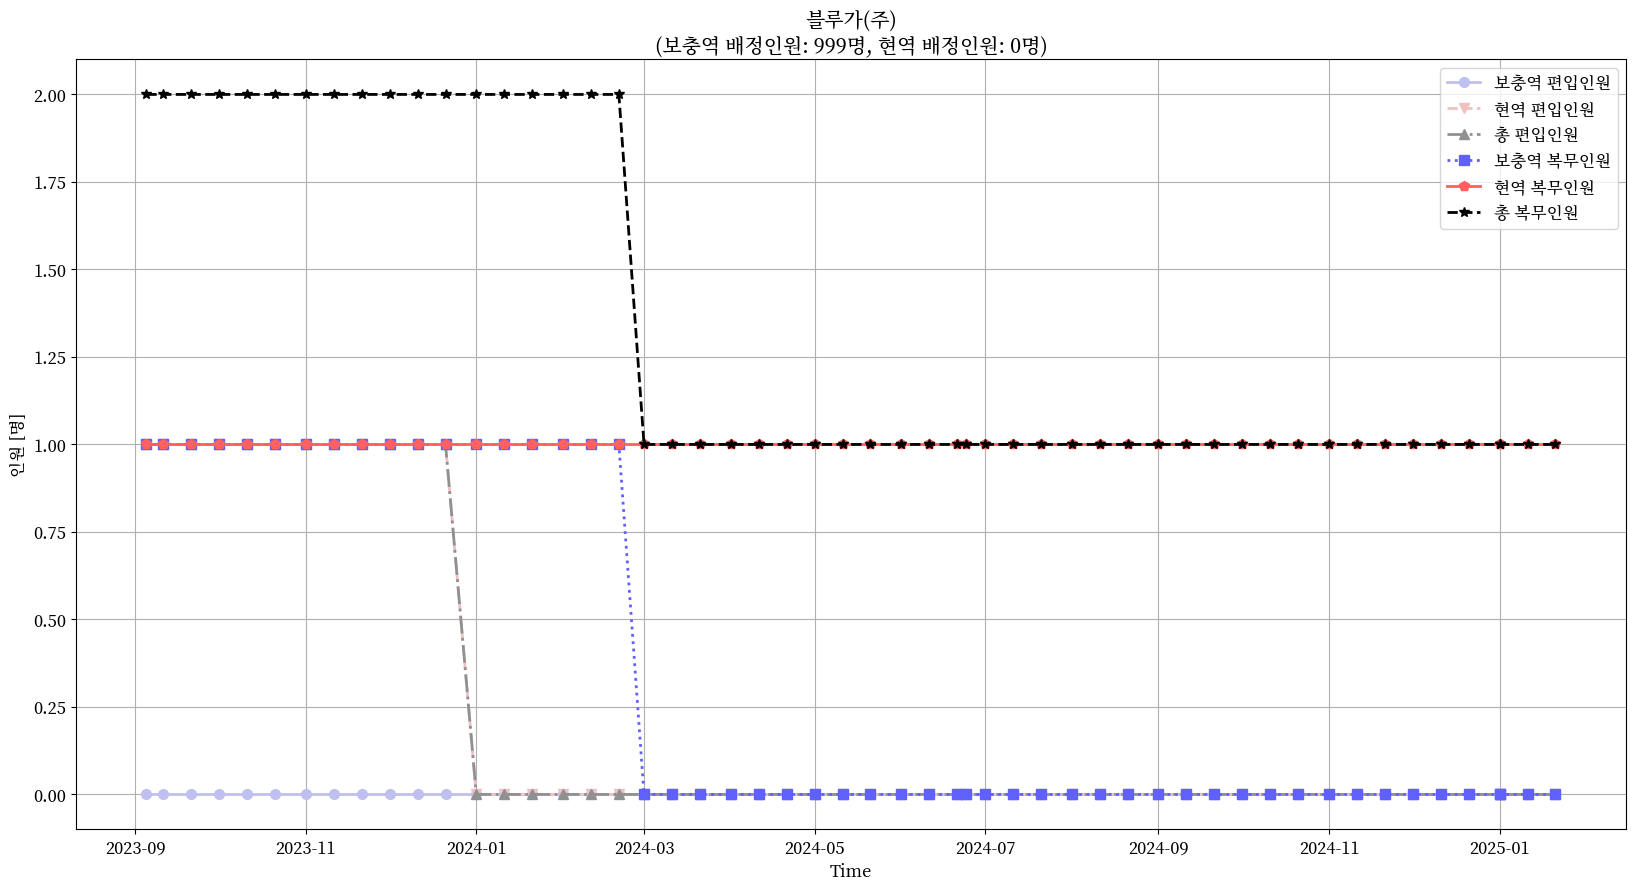 블루가(주)
(보충역 배정인원: 999명, 현역 배정인원: 0명)
보충역 편입인원
현역 편입인원
총 편입인원
보충역 복무인원
현역 복무인원
총 복무인원
인원 [명]
2.00
1.75
1.50
1.25
1.00
0.75
0.50
0.25
0.00
2023-09
2023-11
2024-01
2024-03
2024-05
2024-07
2024-09
2024-11
2025-01
Time